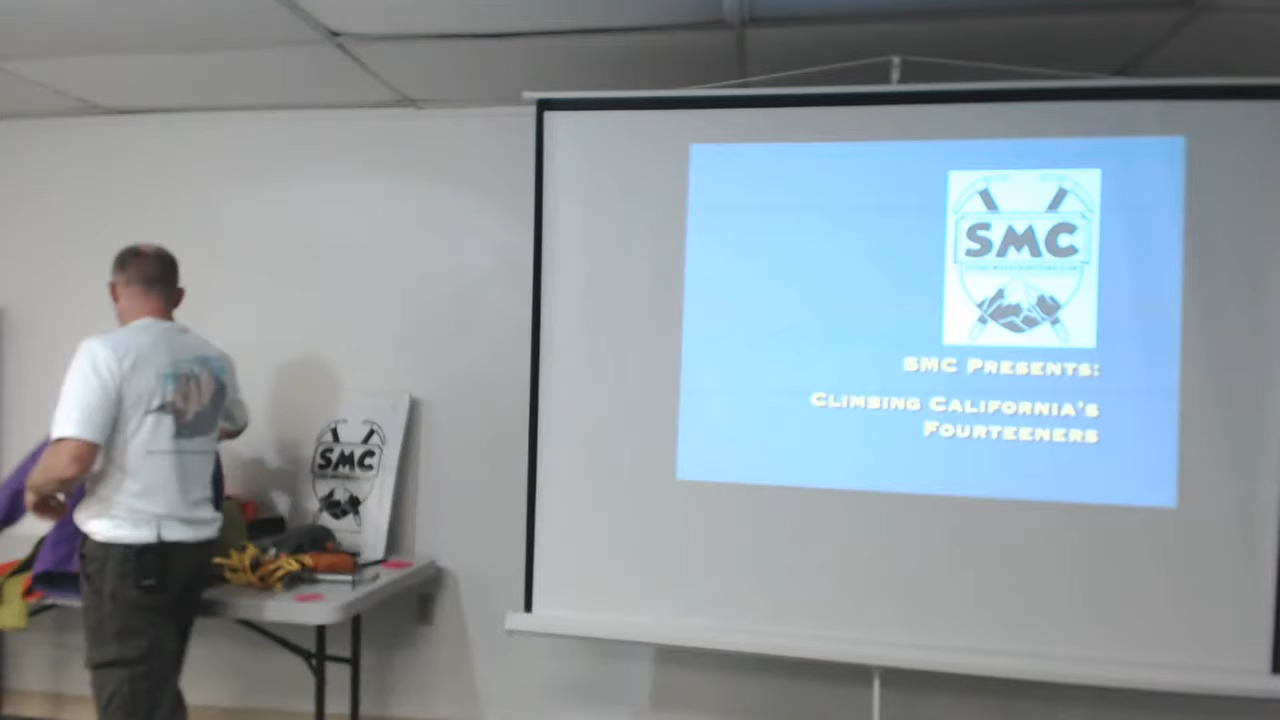 SMC
SMC PRESENTS:
CLIMBING CALIFORNIA'S
FOURTEENERS
SMC